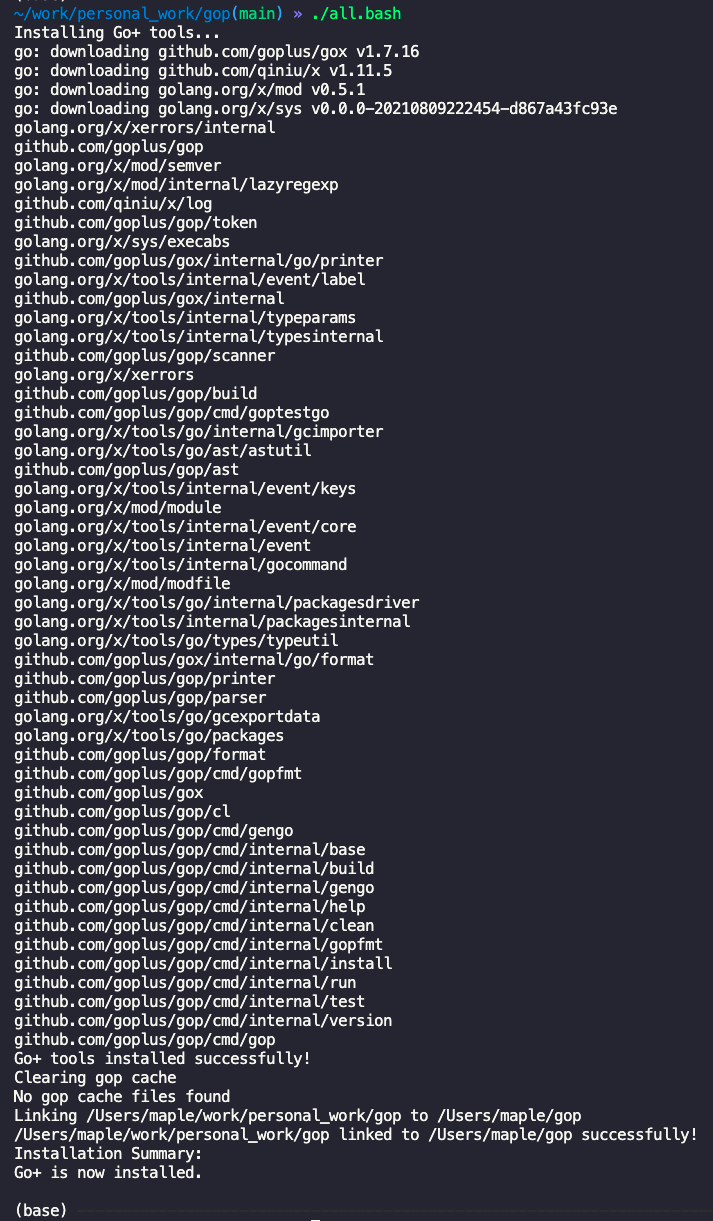 ~/work/personal_work/gop(main) » ./all.bash
Installing Go+ tools...
go: downloading github.com/goplus/gox v1.7.16
go: downloading github.com/qiniu/x v1.11.5
go: downloading golang.org/x/mod v0.5.1
go: downloading golang.org/x/sys v0.0.0-20210809222454-d867a43fc93e
golang.org/x/xerrors/internal
github.com/goplus/gop
golang.org/x/mod/semver
golang.org/x/mod/internal/lazyregexp
github.com/qiniu/x/log
github.com/goplus/gop/token
golang.org/x/sys/execabs
github.com/goplus/gox/internal/go/printer
golang.org/x/tools/internal/event/label
github.com/goplus/gox/internal
golang.org/x/tools/internal/typeparams
golang.org/x/tools/internal/typesinternal
github.com/goplus/gop/scanner
golang.org/x/xerrors
github.com/goplus/gop/build
github.com/goplus/gop/cmd/goptestgo
golang.org/x/tools/go/internal/gcimporter
golang.org/x/tools/go/ast/astutil
github.com/goplus/gop/ast
golang.org/x/tools/internal/event/keys
golang.org/x/mod/module
golang.org/x/tools/internal/event/core
golang.org/x/tools/internal/event
golang.org/x/tools/internal/gocommand
golang.org/x/mod/modfile
golang.org/x/tools/go/internal/packagesdriver
golang.org/x/tools/internal/packagesinternal
golang.org/x/tools/go/types/typeutil
github.com/goplus/gox/internal/go/format
github.com/goplus/gop/printer
github.com/goplus/gop/parser
golang.org/x/tools/go/gcexportdata
golang.org/x/tools/go/packages
github.com/goplus/gop/format
github.com/goplus/gop/cmd/gopfmt
github.com/goplus/gox
github.com/goplus/gop/cl
github.com/goplus/gop/cmd/gengo
github.com/goplus/gop/cmd/internal/base
github.com/goplus/gop/cmd/internal/build
github.com/goplus/gop/cmd/internal/gengo
github.com/goplus/gop/cmd/internal/help
github.com/goplus/gop/cmd/internal/clean
github.com/goplus/gop/cmd/internal/gopfmt
github.com/goplus/gop/cmd/internal/install
github.com/goplus/gop/cmd/internal/run
github.com/goplus/gop/cmd/internal/test
github.com/goplus/gop/cmd/internal/version
github.com/goplus/gop/cmd/gop
Go+ tools installed successfully!
Clearing gop cache
No gop cache files found
Linking /Users/maple/work/personal_work/gop to /Users/maple/gop
/Users/maple/work/personal_work/gop linked to /Users/maple/gop successfully!
Installation Summary:
Go+ is now installed.
(base)